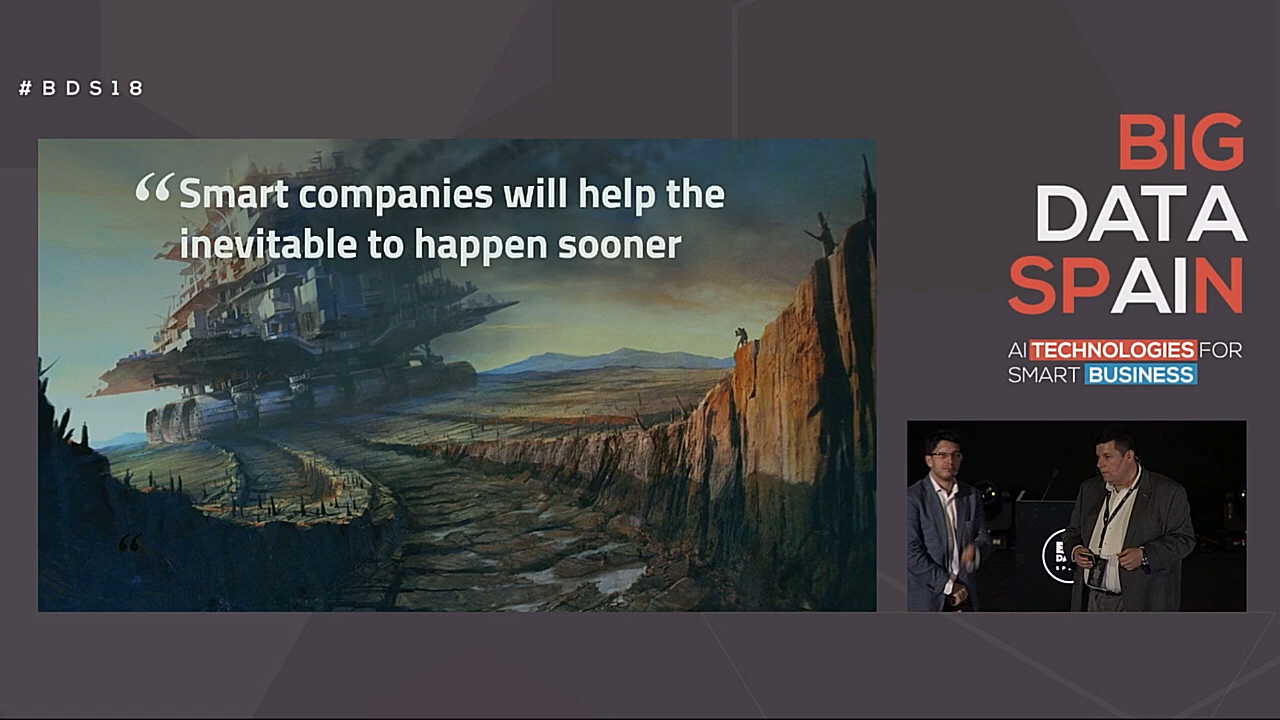 #BDS18
“Smart companies will help the
inevitable to happen sooner
“
BIG
DATA
SPAIN
AI TECHNOLOGIES FOR
SMART BUSINESS